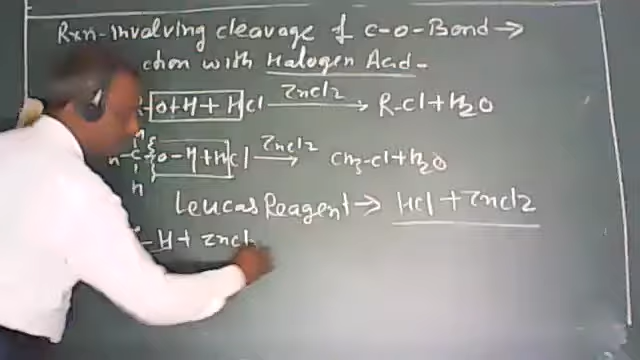 Rxn-involving cleavage of C-O-Bond →
ction with Halogen Acid-
R-O+H+HCl ZnCl2 → R-Cl+H2O
H
H-C-O-H+HCl ZnCl2 → CH3-Cl+H2O
H
Leucas Reagent → HCl+ZnCl2
-H+ZnCl